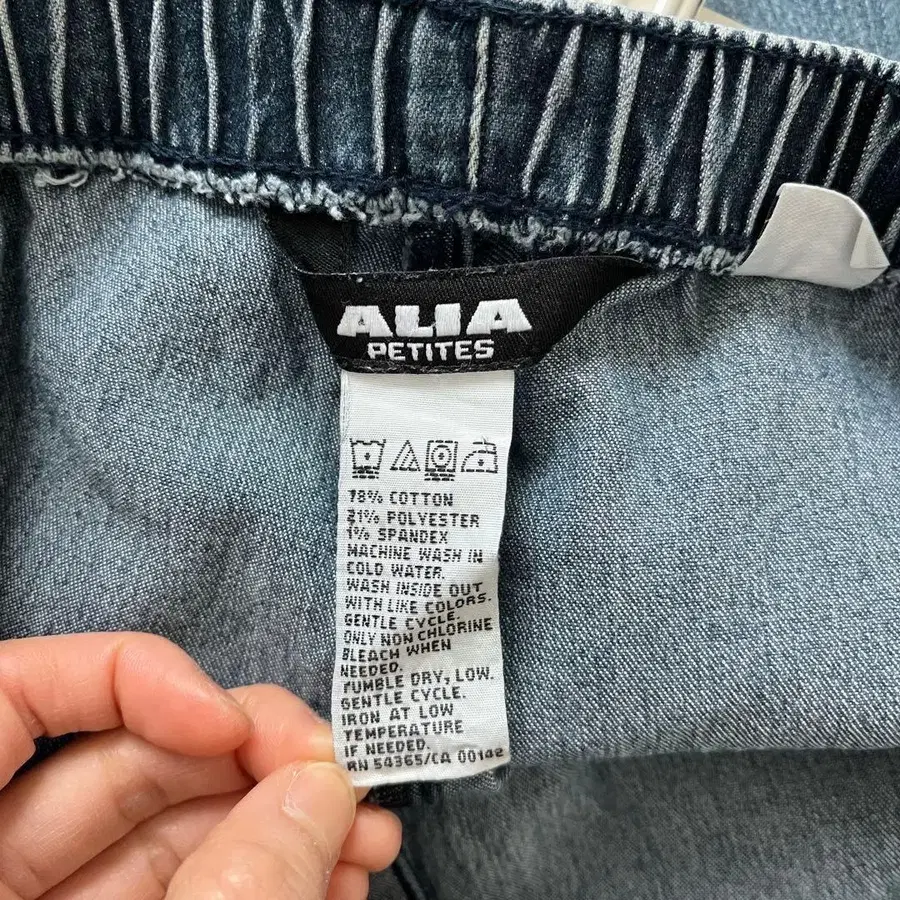 ALIA
PETITES
78% COTTON
21% POLYESTER
1% SPANDEX
MACHINE WASH IN
COLD WATER.
WASH INSIDE OUT
WITH LIKE COLORS.
GENTLE CYCLE.
ONLY NON CHLORINE
BLEACH WHEN
NEEDED.
TUMBLE DRY, LOW.
GENTLE CYCLE.
IRON AT LOW
TEMPERATURE
IF NEEDED.
RN 54365/CA 00142